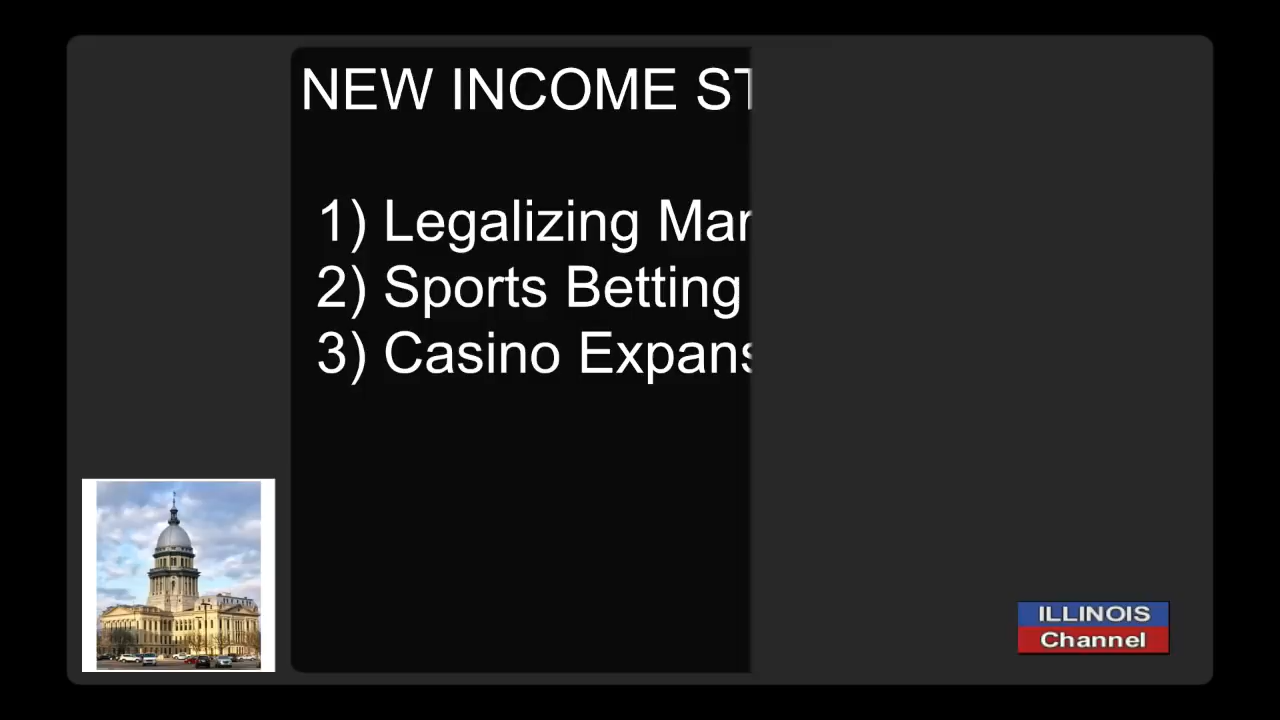 NEW INCOME ST
1) Legalizing Mar
2) Sports Betting
3) Casino Expans
ILLINOIS
Channel